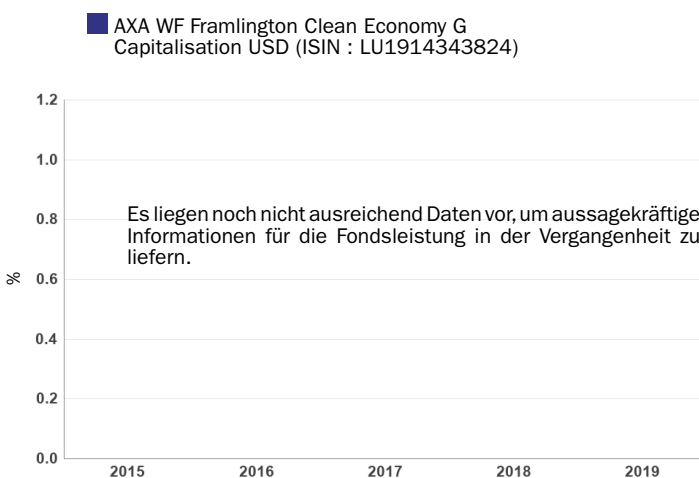 AXA WF Framlington Clean Economy G
Capitalisation USD (ISIN : LU1914343824)
1.2
1.0
0.8
Es liegen noch nicht ausreichend Daten vor, um aussagekräftige
Informationen für die Fondsleistung in der Vergangenheit zu
liefern.
0.6
%
0.4
0.2
0.0
2015 2016 2017 2018 2019